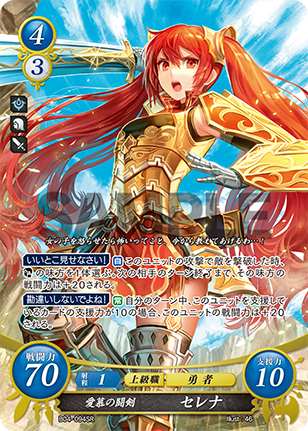 4
3
SAMPLE
女の子を怒らせたら怖いってこと、今から教えてあげるわ…!
いいとこ見せなさい! 自 このユニットの攻撃で敵を撃破した時、
の味方を1体選ぶ。次の相手のターン終了まで、その味方の
戦闘力は+20される。
勘違いしないでよね! 常 自分のターン中、このユニットを支援して
いるカードの支援力が10の場合、このユニットの戦闘力は+20
される。
戦闘力
70
射程 1 上級職 勇者
支援力
10
愛慕の闘剣 セレナ
B04-094SR
Illust:46